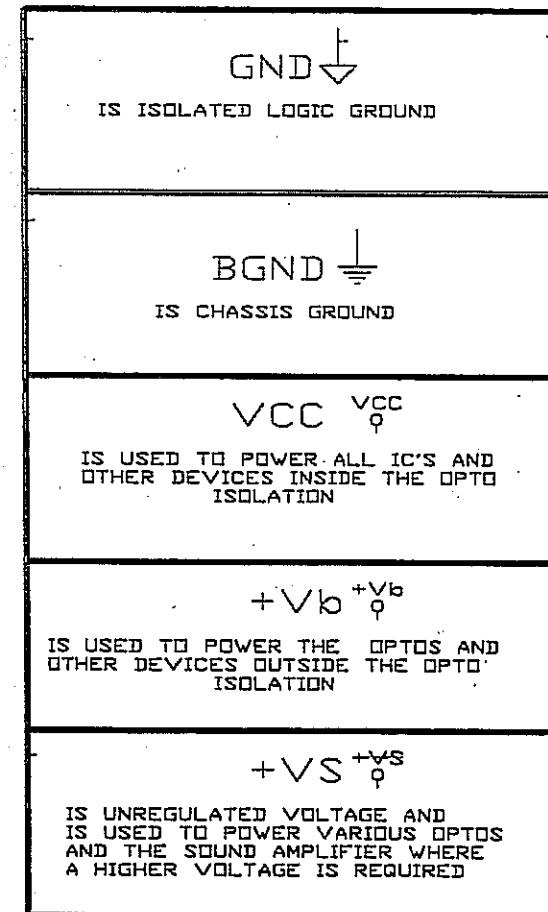 GND
IS ISOLATED LOGIC GROUND
BGND
IS CHASSIS GROUND
VCC VCC
IS USED TO POWER ALL IC'S AND
OTHER DEVICES INSIDE THE OPTO
ISOLATION
+Vb +Vb
IS USED TO POWER THE OPTOS AND
OTHER DEVICES OUTSIDE THE OPTO
ISOLATION
+VS +VS
IS UNREGULATED VOLTAGE AND
IS USED TO POWER VARIOUS OPTOS
AND THE SOUND AMPLIFIER WHERE
A HIGHER VOLTAGE IS REQUIRED